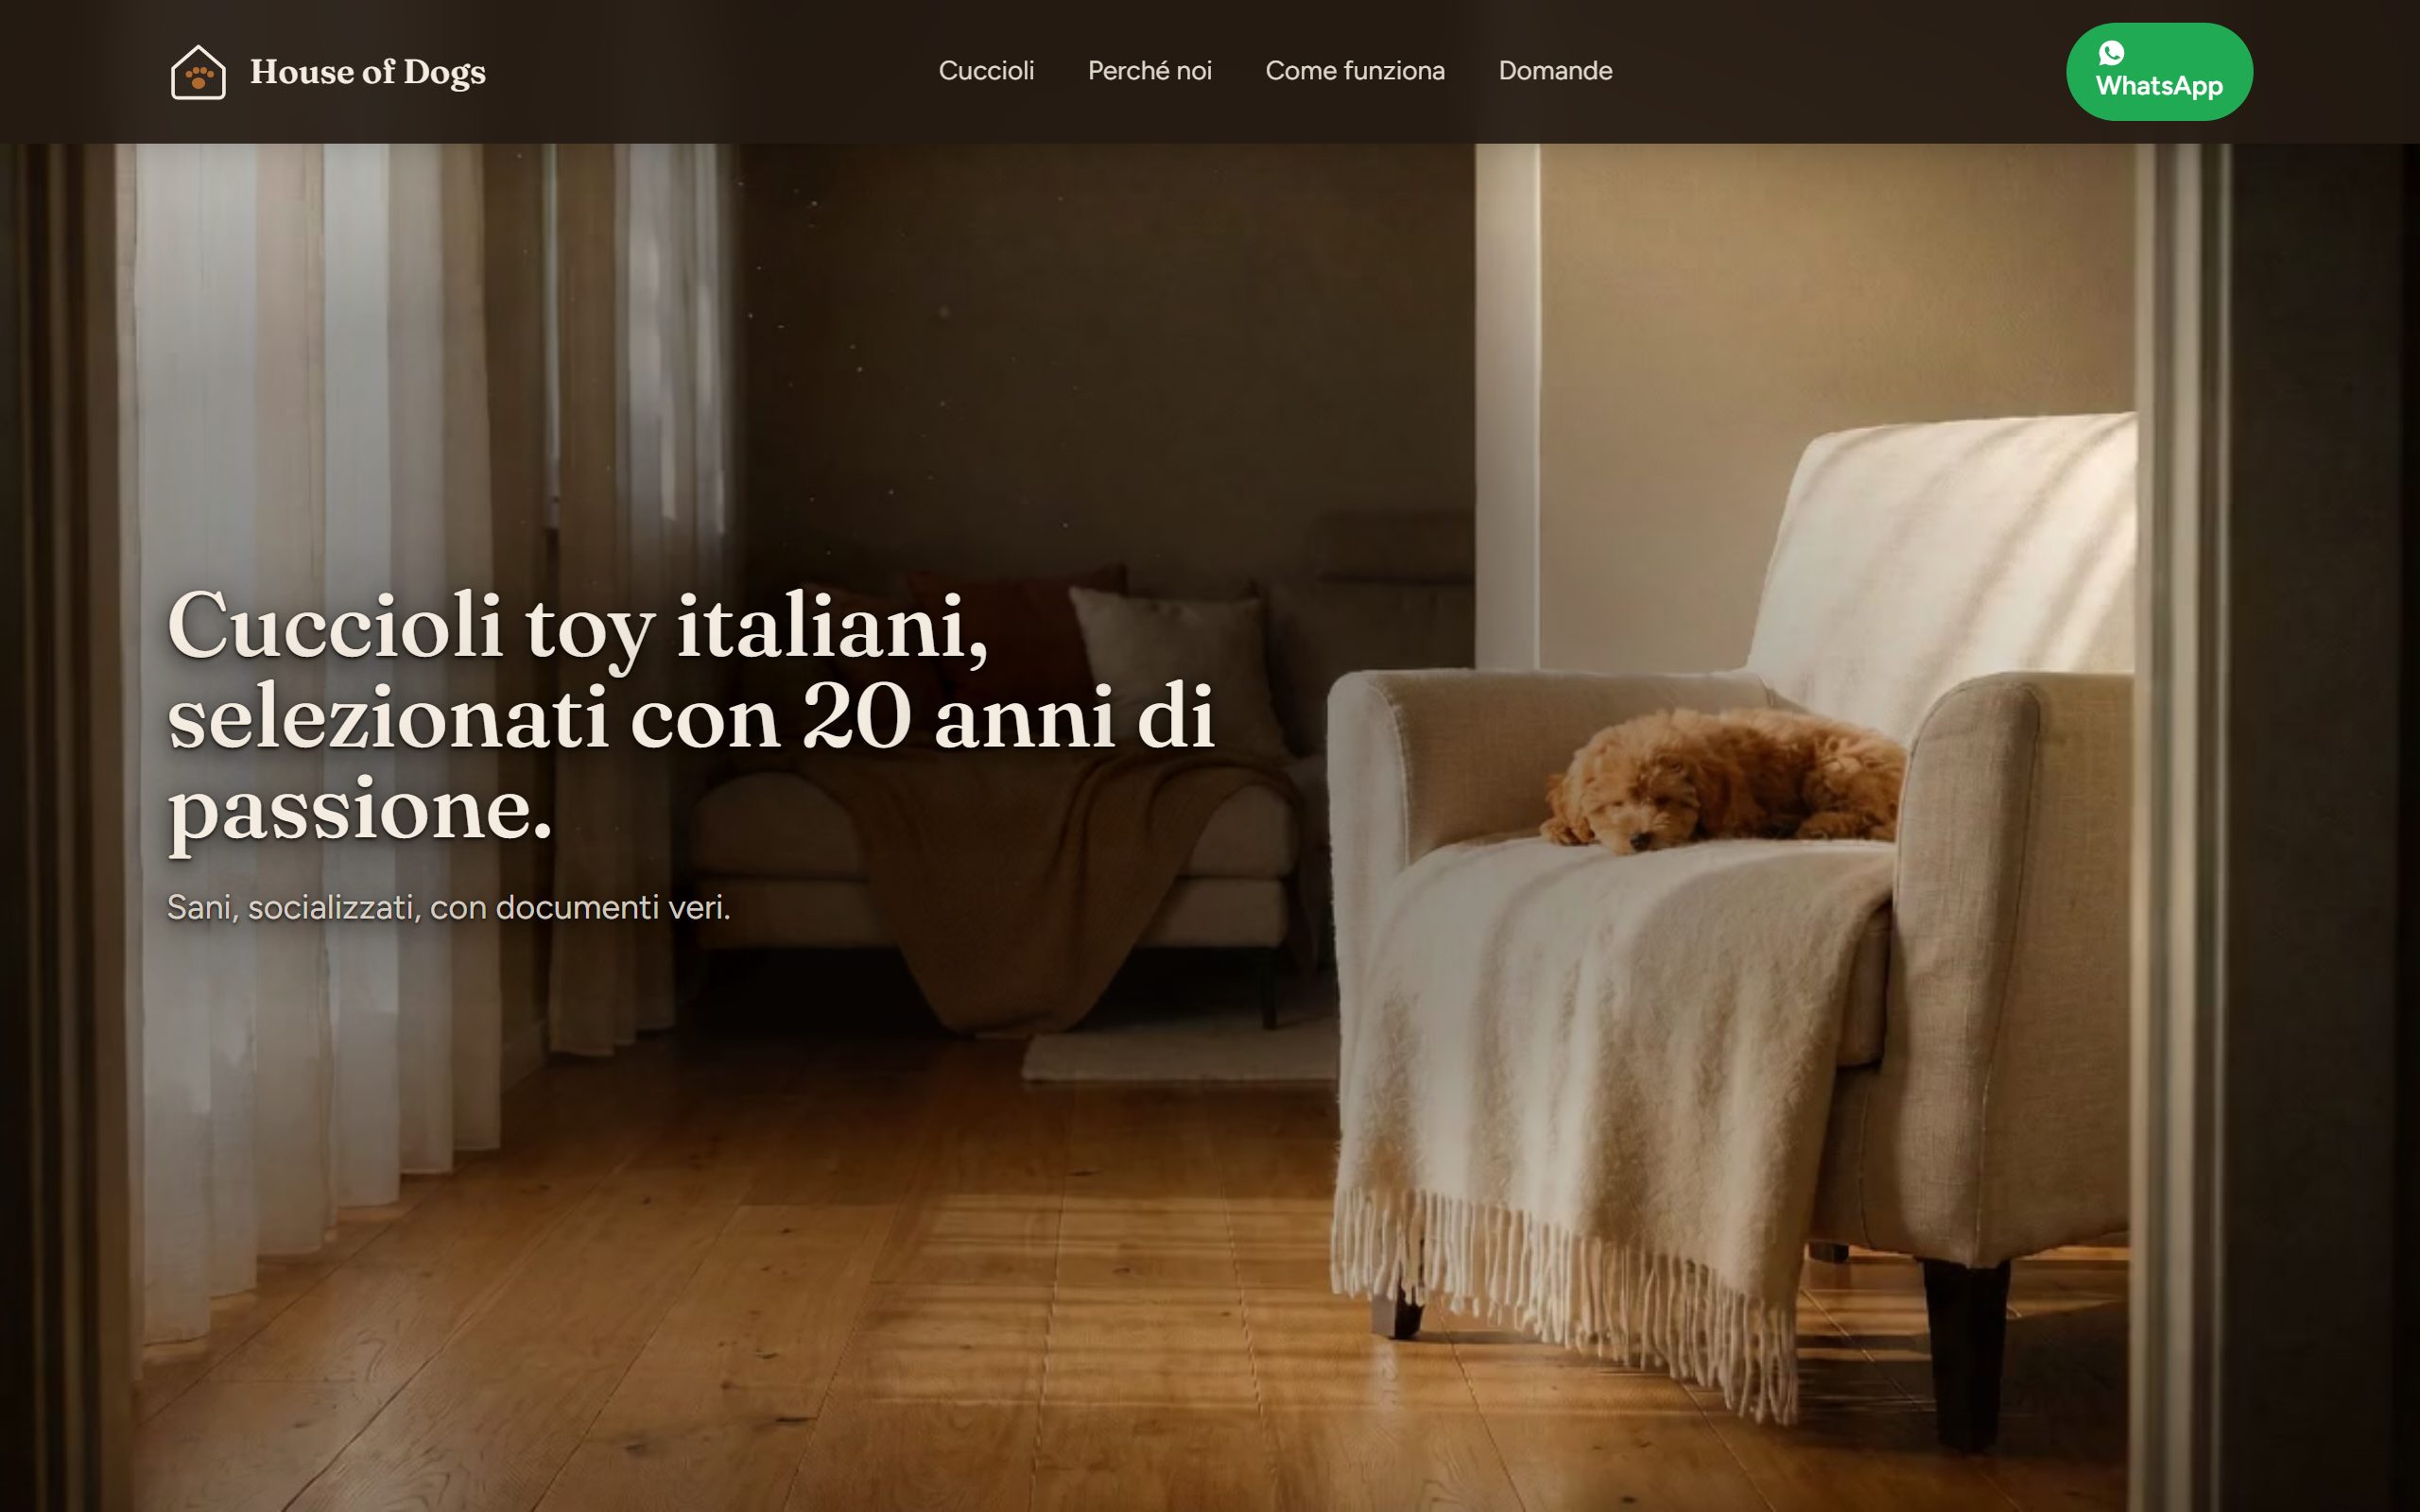 House of Dogs
Cuccioli
Perché noi
Come funziona
Domande
WhatsApp
Cuccioli toy italiani,
selezionati con 20 anni di
passione.
Sani, socializzati, con documenti veri.